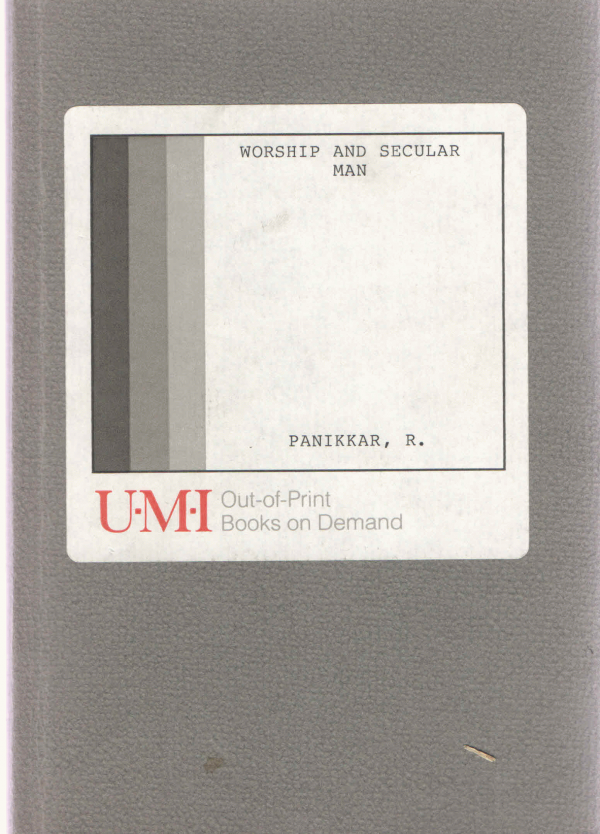 WORSHIP AND SECULAR
MAN
PANIKKAR, R.
U·M·I
Out-of-Print
Books on Demand